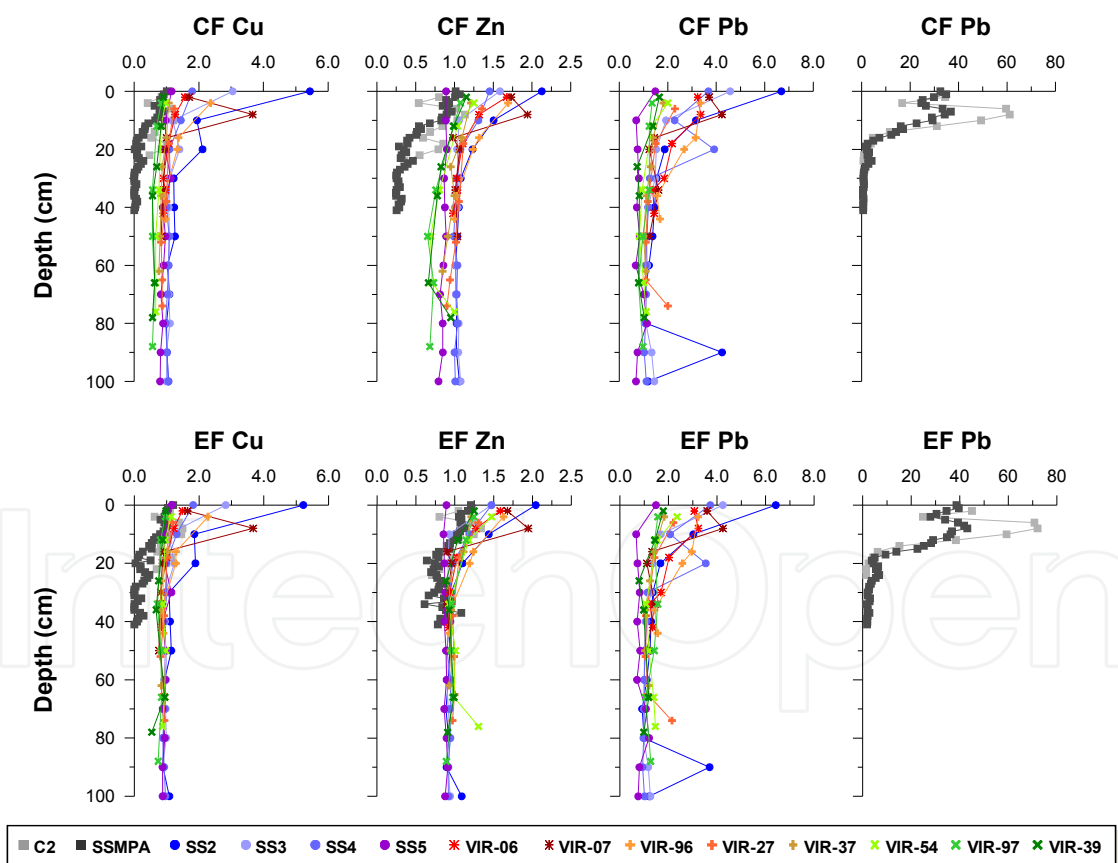 CF Cu CF Zn CF Pb CF Pb
0.0 2.0 4.0 6.0 0.0 0.5 1.0 1.5 2.0 2.5 0.0 2.0 4.0 6.0 8.0 0 20 40 60 80
0
20
40
60
80
100
Depth (cm)
EF Cu EF Zn EF Pb EF Pb
0.0 2.0 4.0 6.0 0.0 0.5 1.0 1.5 2.0 2.5 0.0 2.0 4.0 6.0 8.0 0 20 40 60 80
0
20
40
60
80
100
Depth (cm)
IntechOpen
C2 SSMPA SS2 SS3 SS4 SS5 VIR-06 VIR-07 VIR-96 VIR-27 VIR-37 VIR-54 VIR-97 VIR-39